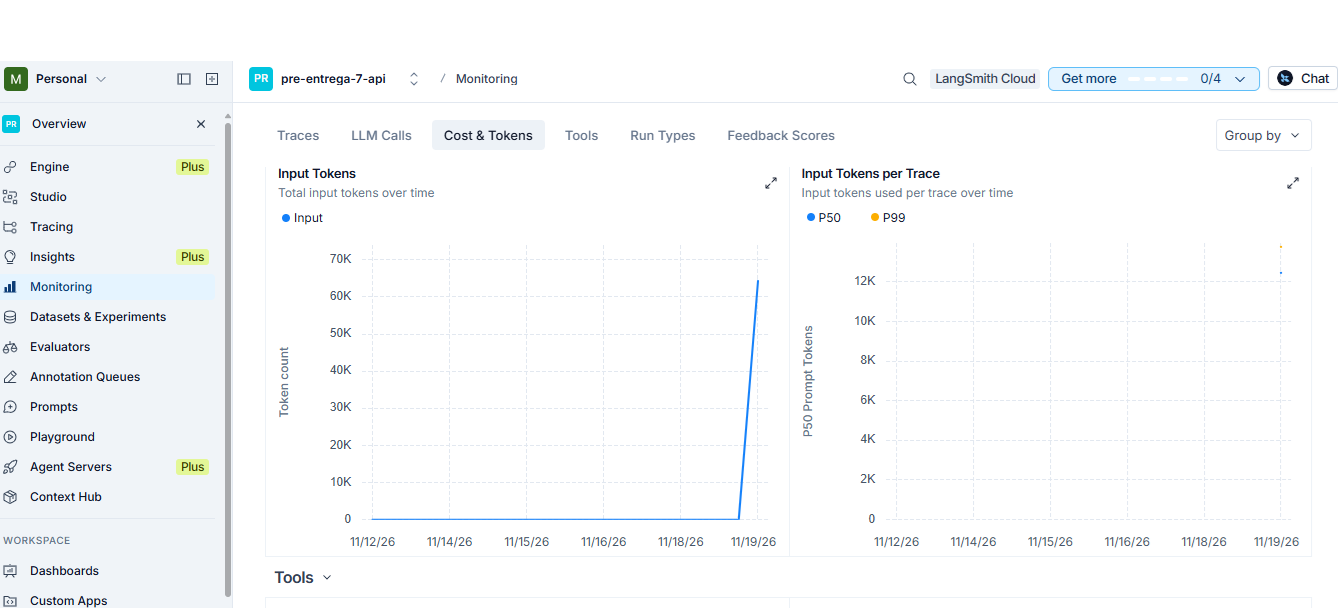 M Personal
PR pre-entrega-7-api / Monitoring
LangSmith Cloud
Get more 0/4
Chat
PR Overview
Engine Plus
Studio
Tracing
Insights Plus
Monitoring
Datasets & Experiments
Evaluators
Annotation Queues
Prompts
Playground
Agent Servers Plus
Context Hub
WORKSPACE
Dashboards
Custom Apps
Traces LLM Calls Cost & Tokens Tools Run Types Feedback Scores
Group by
Input Tokens
Total input tokens over time
Input
Token count
70K
60K
50K
40K
30K
20K
10K
0
11/12/26 11/14/26 11/15/26 11/16/26 11/18/26 11/19/26
Input Tokens per Trace
Input tokens used per trace over time
P50 P99
P50 Prompt Tokens
12K
10K
8K
6K
4K
2K
0
11/12/26 11/14/26 11/15/26 11/16/26 11/18/26 11/19/26
Tools